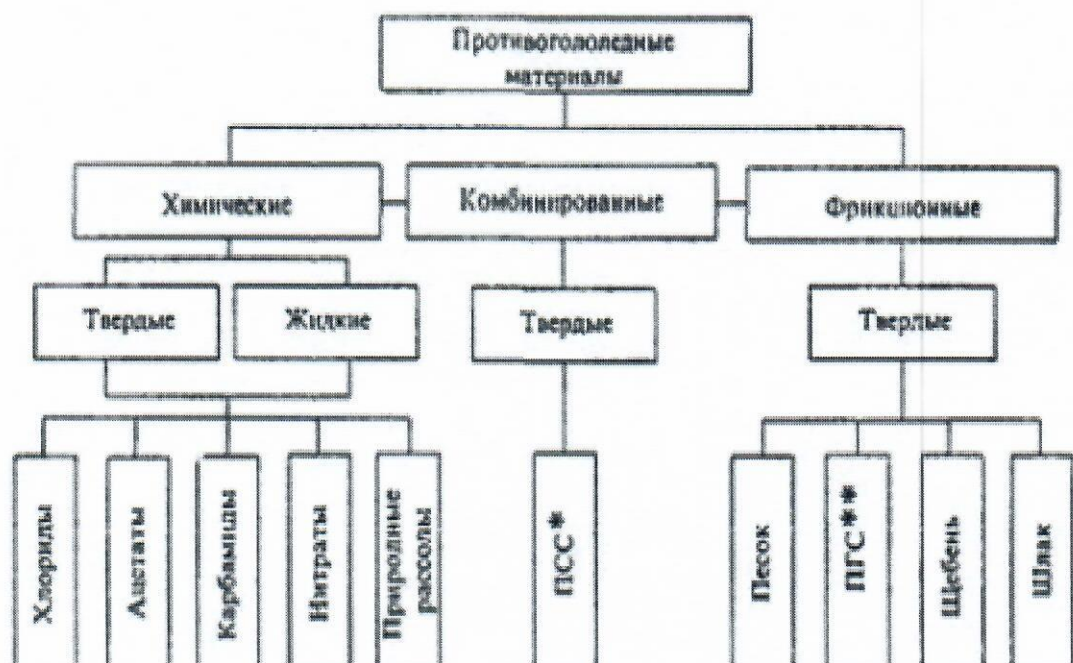 Противогололедные
материалы
Химические
Комбинированные
Фрикционные
Твердые
Жидкие
Твердые
Твердые
Хлориды
Ацетаты
Карбамиды
Нитраты
Природные
рассолы
ПСС*
Песок
ПГС**
Щебень
Шлак